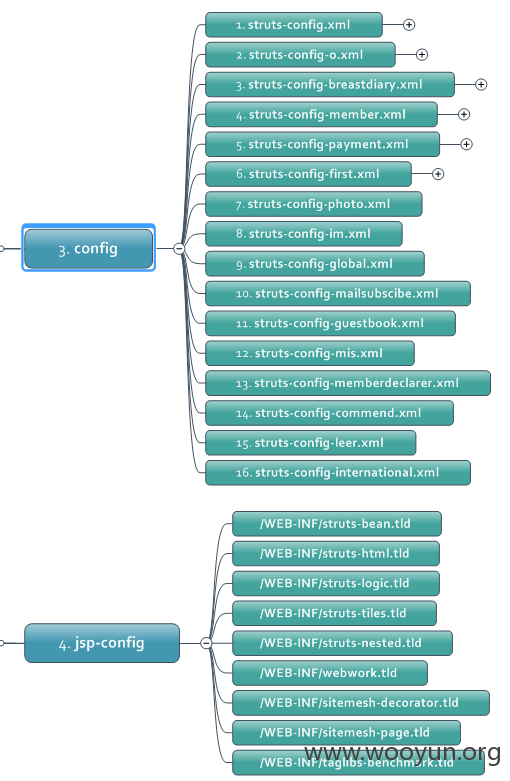 1. struts-config.xml
2. struts-config-o.xml
3. struts-config-breastdiary.xml
4. struts-config-member.xml
5. struts-config-payment.xml
6. struts-config-first.xml
7. struts-config-photo.xml
3. config
8. struts-config-im.xml
9. struts-config-global.xml
10. struts-config-mailsubscibe.xml
11. struts-config-guestbook.xml
12. struts-config-mis.xml
13. struts-config-memberdeclarer.xml
14. struts-config-commend.xml
15. struts-config-leer.xml
16. struts-config-international.xml
/WEB-INF/struts-bean.tld
/WEB-INF/struts-html.tld
/WEB-INF/struts-logic.tld
/WEB-INF/struts-tiles.tld
4. jsp-config
/WEB-INF/struts-nested.tld
/WEB-INF/webwork.tld
/WEB-INF/sitemesh-decorator.tld
/WEB-INF/sitemesh-page.tld
www.wooyun.org
/WEB-INF/taglibs-benchmark.tld